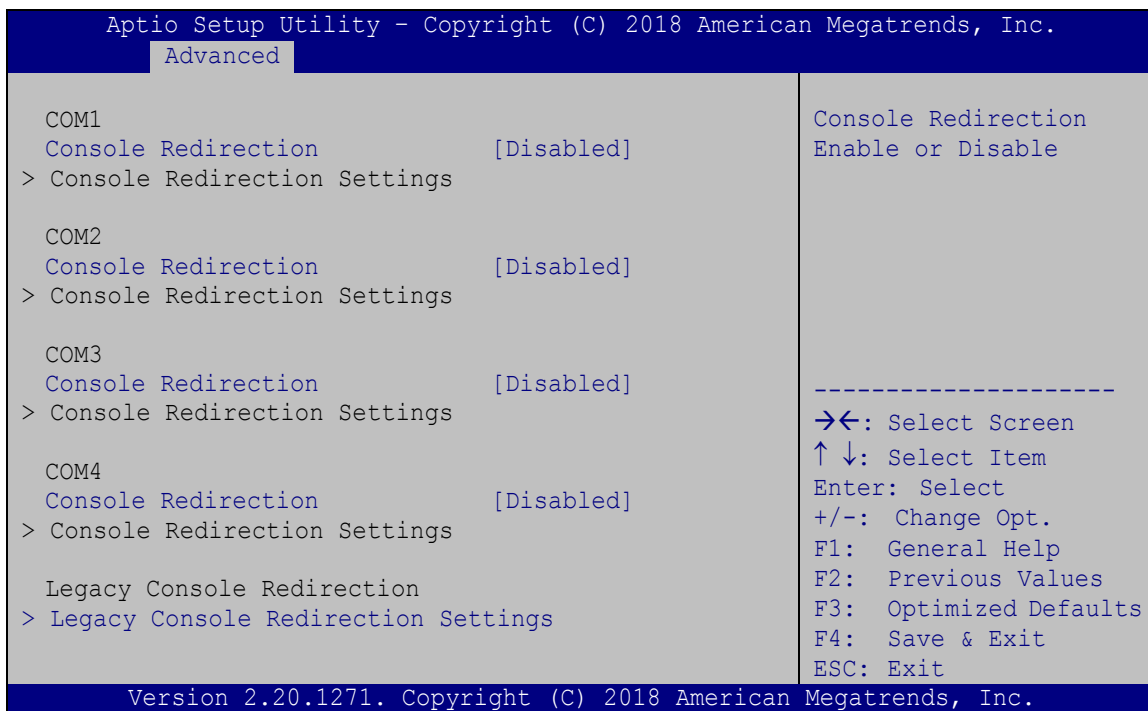 Aptio Setup Utility – Copyright (C) 2018 American Megatrends, Inc.
Advanced
COM1
Console Redirection [Disabled]
> Console Redirection Settings
COM2
Console Redirection [Disabled]
> Console Redirection Settings
COM3
Console Redirection [Disabled]
> Console Redirection Settings
COM4
Console Redirection [Disabled]
> Console Redirection Settings
Legacy Console Redirection
> Legacy Console Redirection Settings
Console Redirection
Enable or Disable
---------------------
→←: Select Screen
↑ ↓: Select Item
Enter: Select
+/-: Change Opt.
F1: General Help
F2: Previous Values
F3: Optimized Defaults
F4: Save & Exit
ESC: Exit
Version 2.20.1271. Copyright (C) 2018 American Megatrends, Inc.